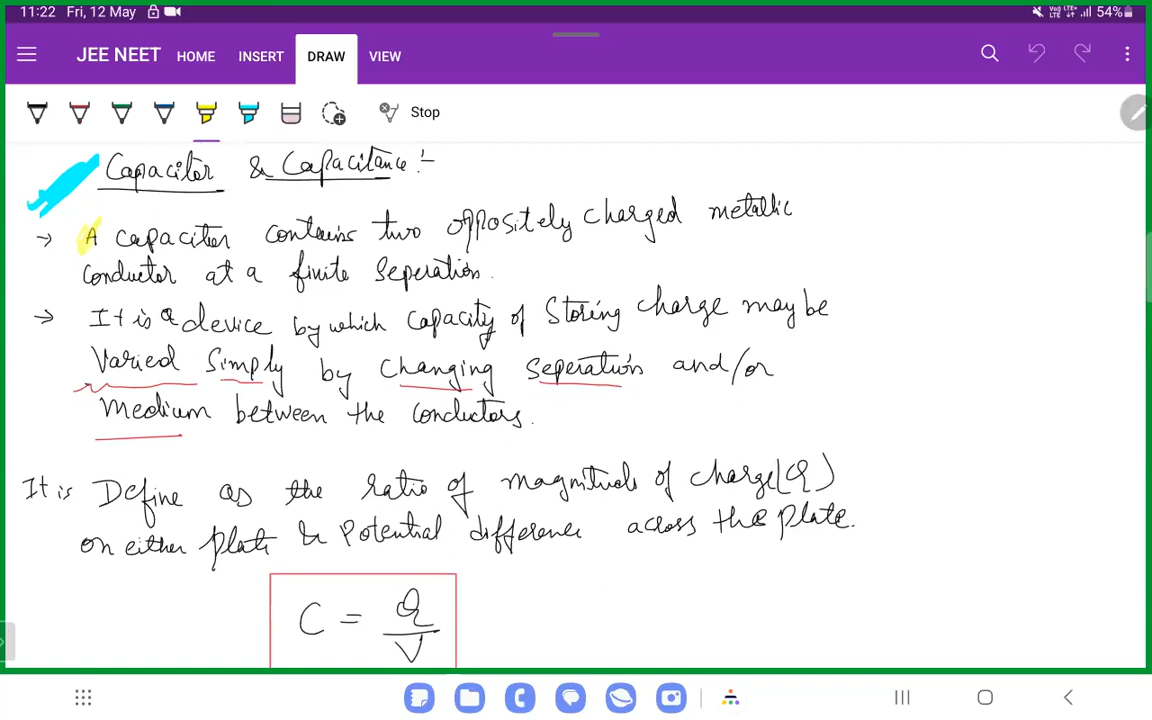 11:22 Fri, 12 May 54%
JEE NEET HOME INSERT DRAW VIEW
Stop
Capacitor & Capacitance :-
→ A capacitor contains two oppositely charged metallic
conductor at a finite seperation.
→ It is a device by which capacity of storing charge may be
varied simply by changing seperation and/or
medium between the conductors.
It is Define as the ratio of magnitude of charge(Q)
on either plate & potential difference across the plate.
C = Q/V